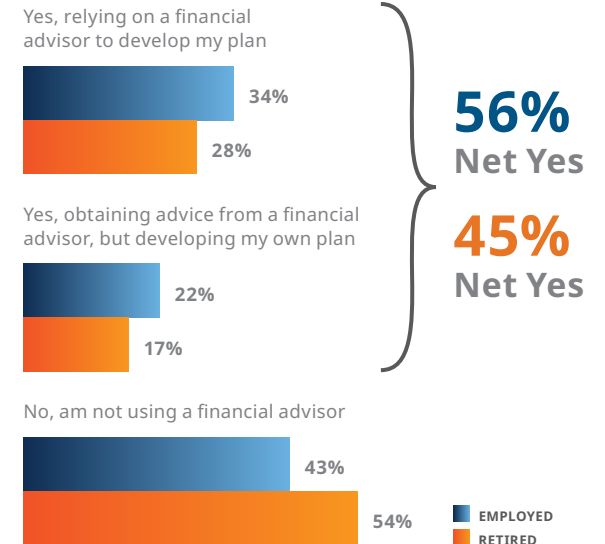 Yes, relying on a financial
advisor to develop my plan
34%
28%
56%
Net Yes
45%
Net Yes
Yes, obtaining advice from a financial
advisor, but developing my own plan
22%
17%
No, am not using a financial advisor
43%
54%
EMPLOYED
RETIRED